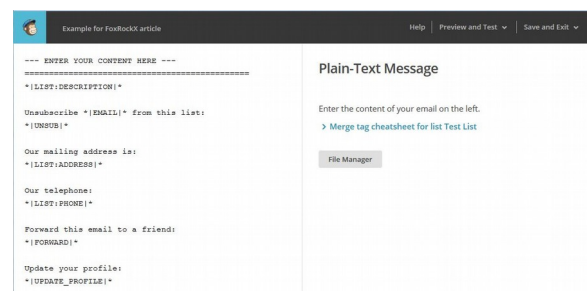 Example for FoxRockX article
Help
Preview and Test
Save and Exit
--- ENTER YOUR CONTENT HERE ---
================================================
*|LIST:DESCRIPTION|*
Unsubscribe *|EMAIL|* from this list:
*|UNSUB|*
Our mailing address is:
*|LIST:ADDRESS|*
Our telephone:
*|LIST:PHONE|*
Forward this email to a friend:
*|FORWARD|*
Update your profile:
*|UPDATE_PROFILE|*
Plain-Text Message
Enter the content of your email on the left.
> Merge tag cheatsheet for list Test List
File Manager